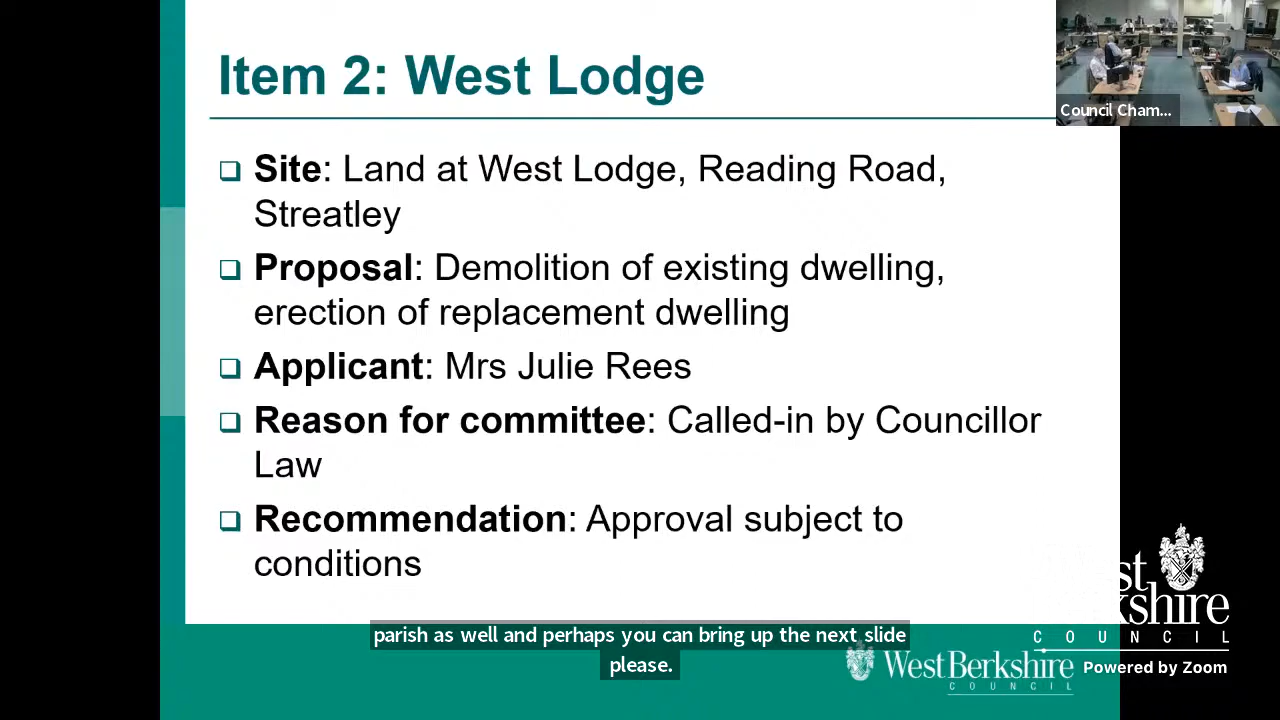 Item 2: West Lodge
Council Cham...
Site: Land at West Lodge, Reading Road,
Streatley
Proposal: Demolition of existing dwelling,
erection of replacement dwelling
Applicant: Mrs Julie Rees
Reason for committee: Called-in by Councillor
Law
Recommendation: Approval subject to
conditions
parish as well and perhaps you can bring up the next slide
please.
West Berkshire
COUNCIL
COUNCIL
Powered by Zoom